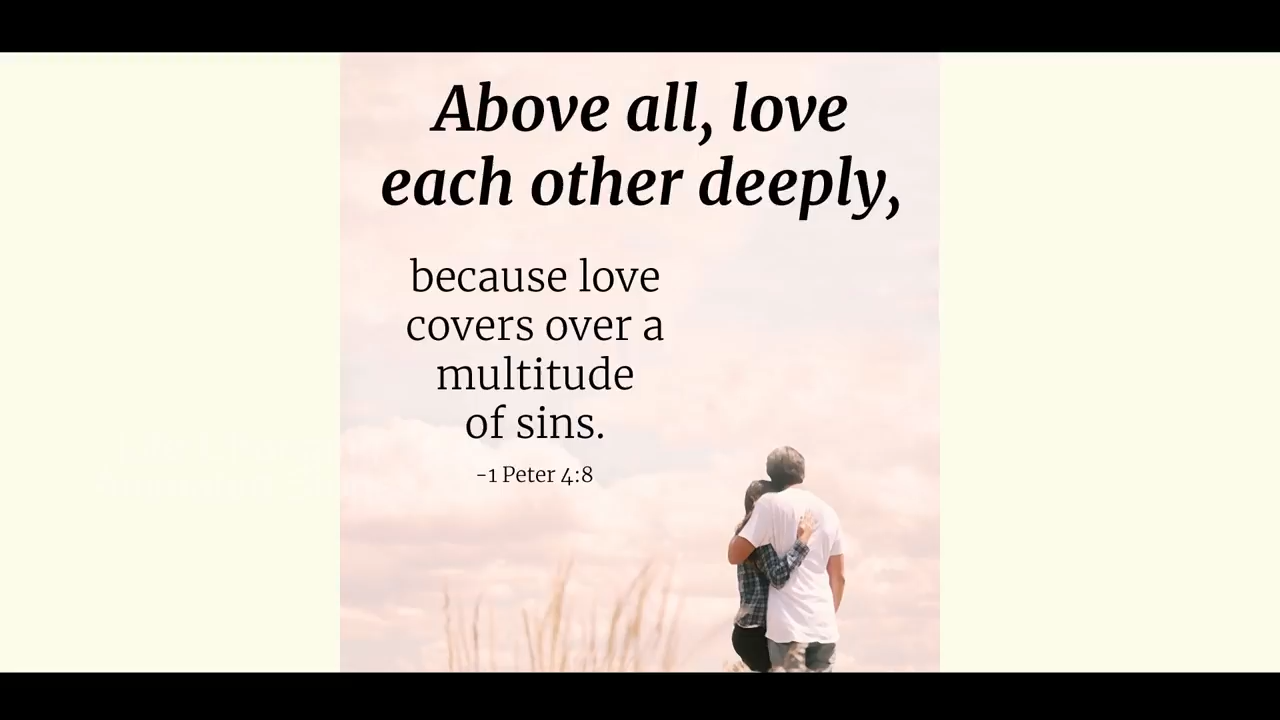 Above all, love
each other deeply,
because love
covers over a
multitude
of sins.
-1 Peter 4:8